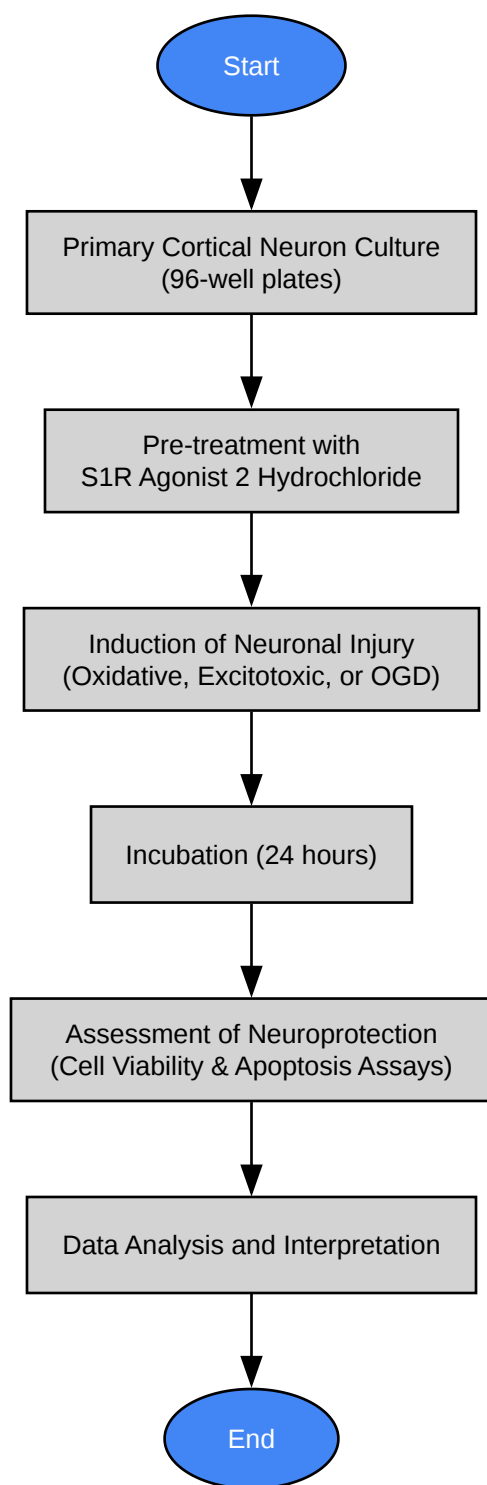 Start
Primary Cortical Neuron Culture
(96-well plates)
Pre-treatment with
S1R Agonist 2 Hydrochloride
Induction of Neuronal Injury
(Oxidative, Excitotoxic, or OGD)
Incubation (24 hours)
Assessment of Neuroprotection
(Cell Viability & Apoptosis Assays)
Data Analysis and Interpretation
End